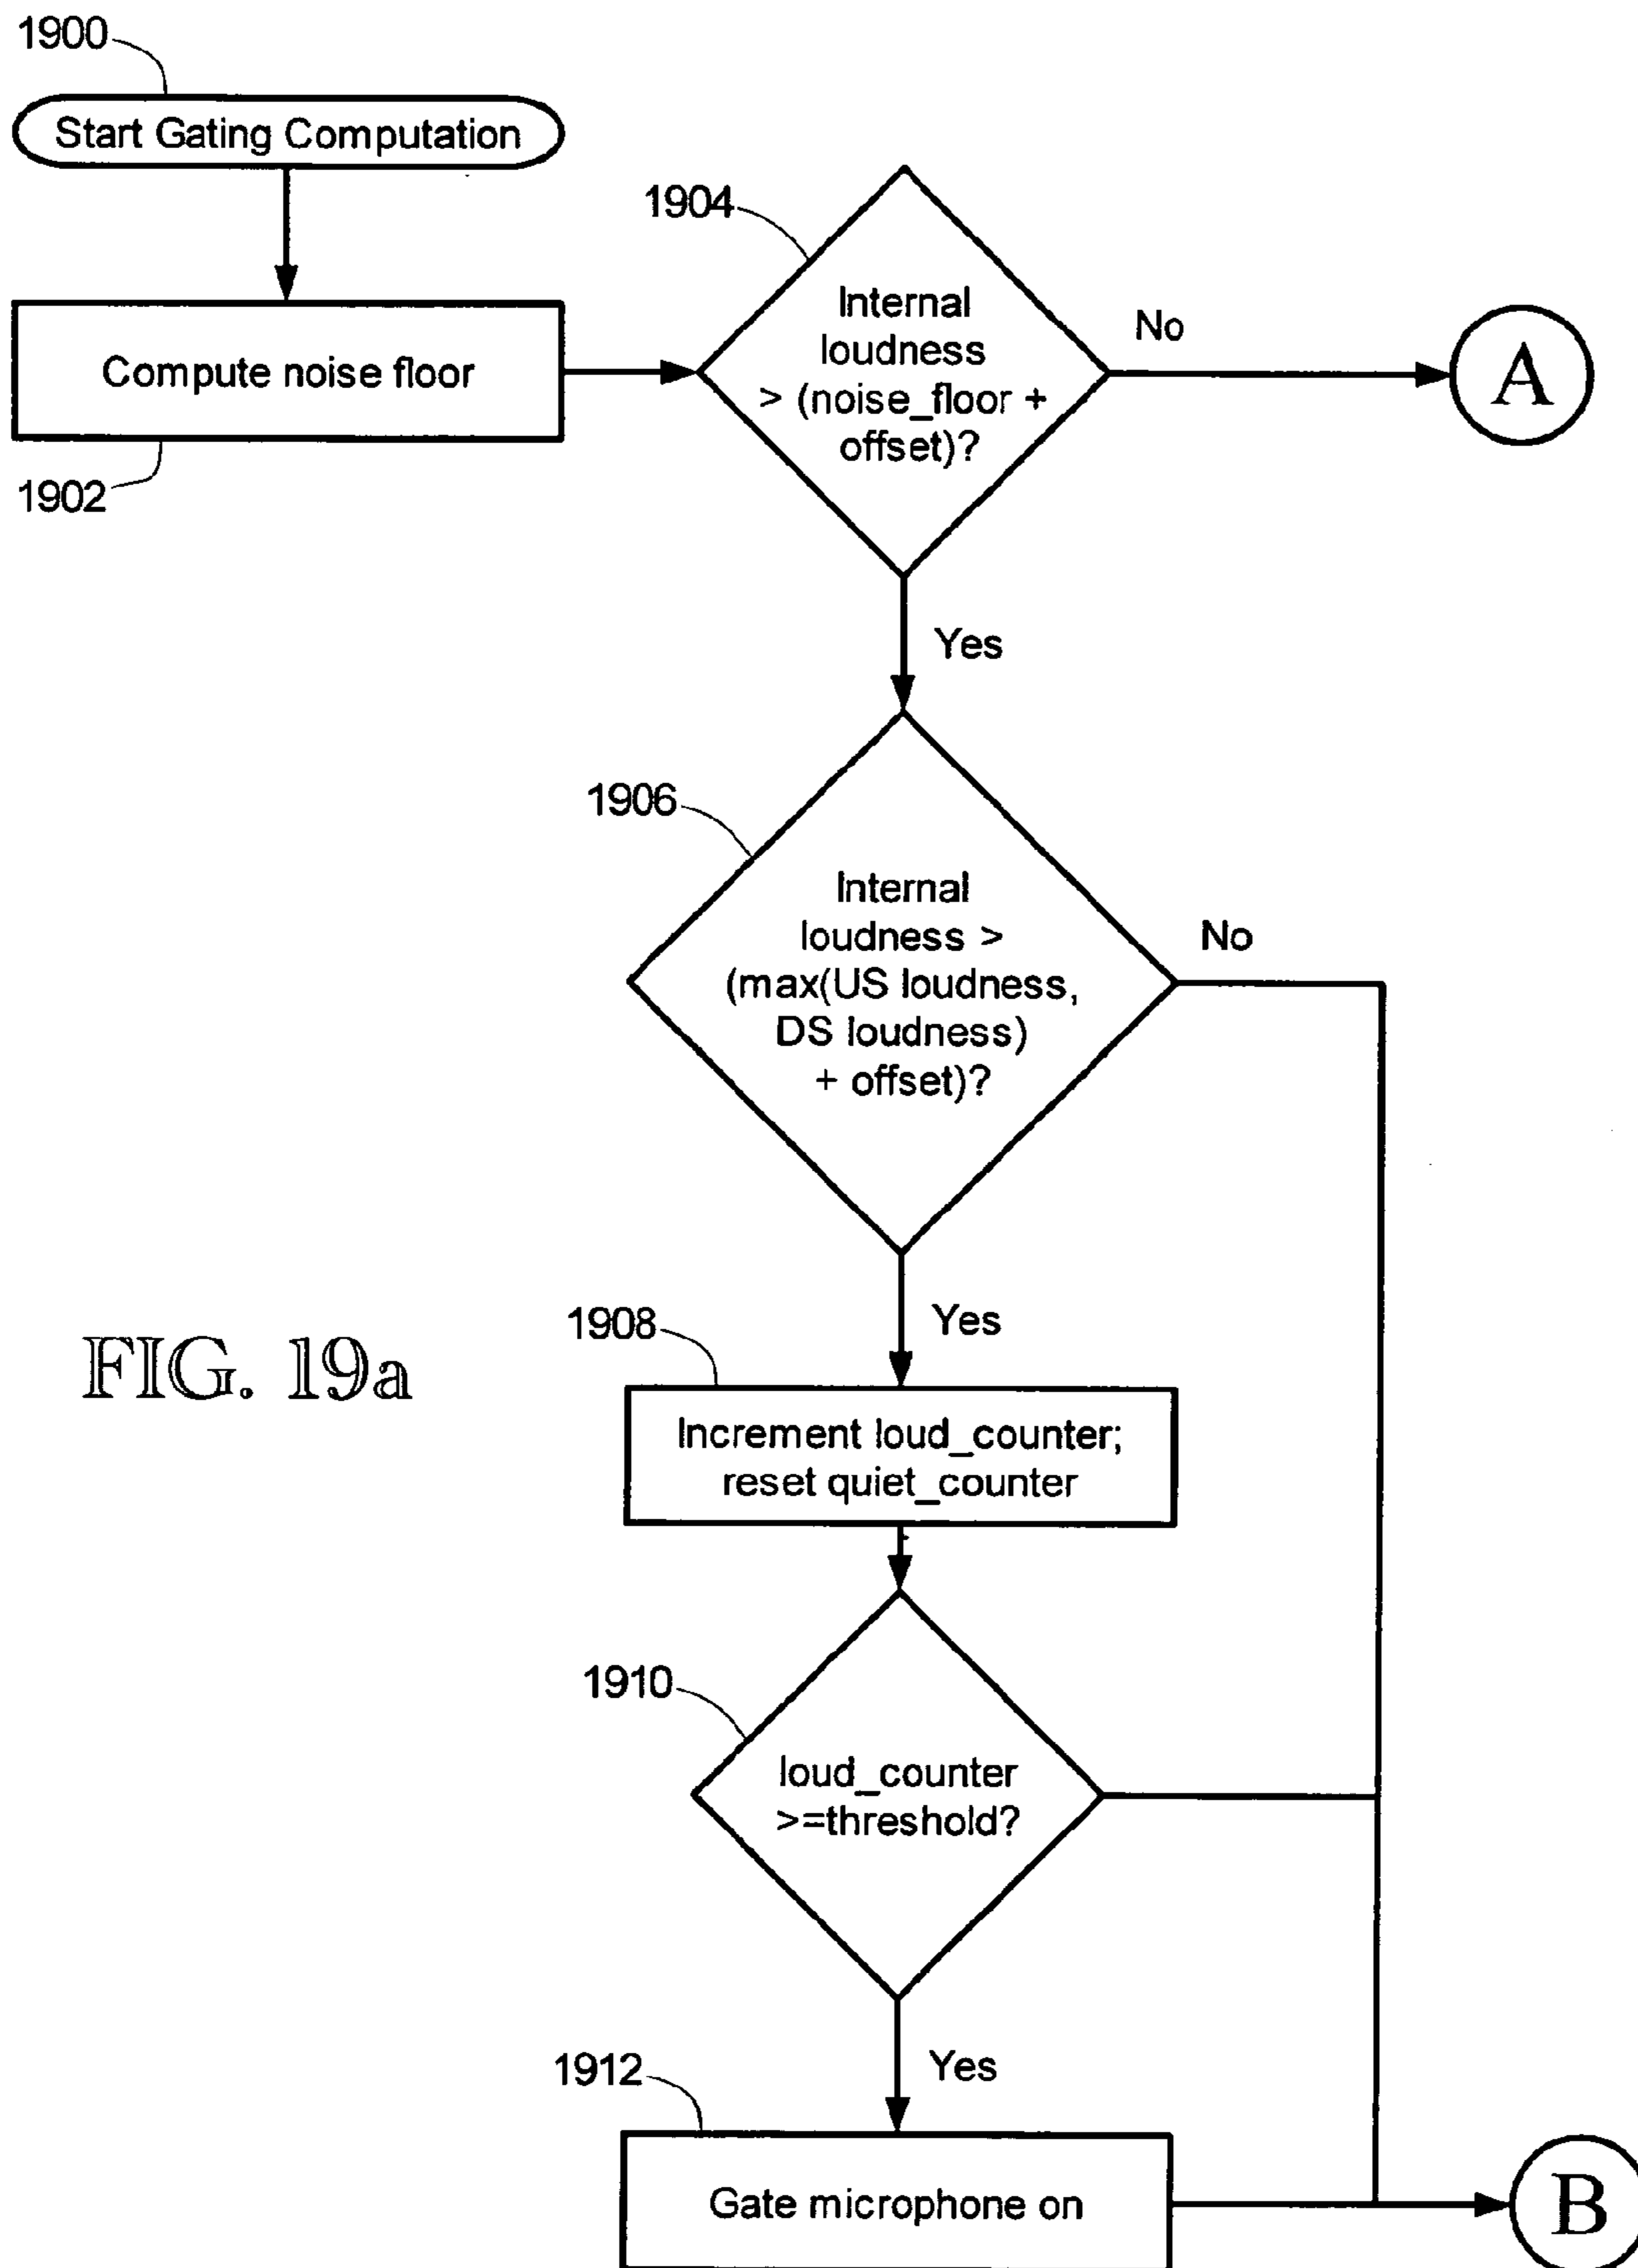 1900
Start Gating Computation
1904
Internal
loudness
> (noise_floor +
offset)?
No
A
Compute noise floor
1902
Yes
1906
Internal
loudness >
(max(US loudness,
DS loudness)
+ offset)?
No
Yes
1908
Increment loud_counter;
reset quiet_counter
FIG. 19a
1910
loud_counter
>=threshold?
Yes
1912
Gate microphone on
B